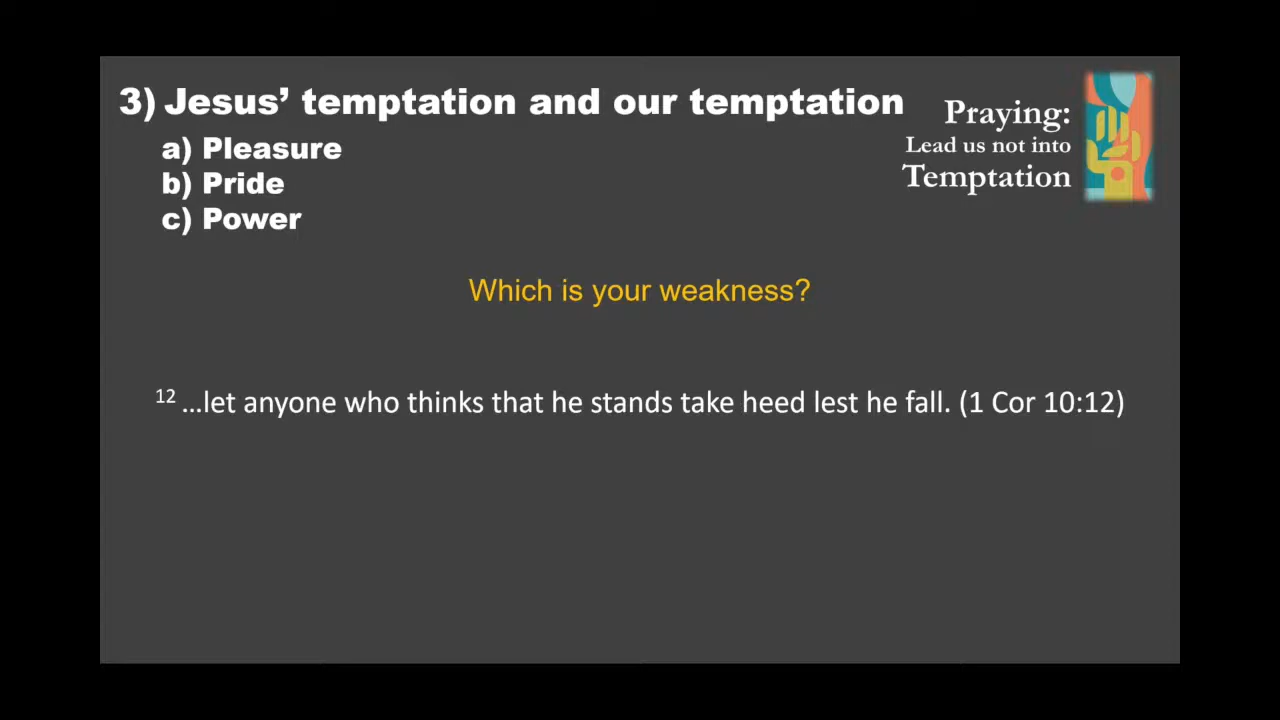 3) Jesus’ temptation and our temptation
a) Pleasure
b) Pride
c) Power
Praying:
Lead us not into
Temptation
Which is your weakness?
12 …let anyone who thinks that he stands take heed lest he fall. (1 Cor 10:12)